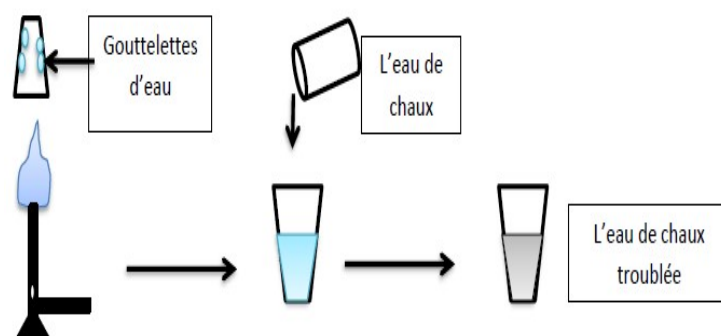 Gouttelettes
d'eau
L'eau de
chaux
L'eau de chaux
troublée